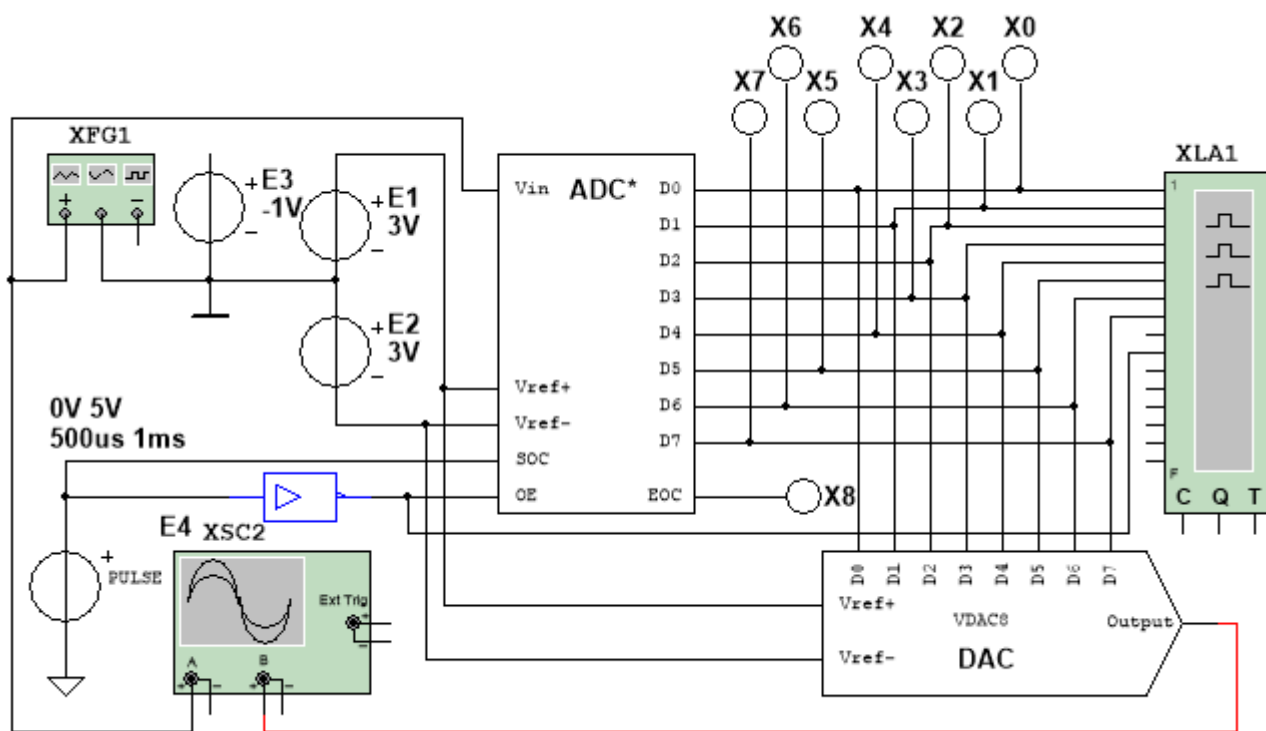 X6
X4
X2
X0
X7
X5
X3
X1
XFG1
+
−
+ E3
-1V
−
+ E1
3V
−
+ E2
3V
−
Vin
ADC*
D0
D1
D2
D3
D4
D5
D6
D7
Vref+
Vref-
SOC
OE
EOC
X8
XLA1
1
F
C Q T
0V 5V
500us 1ms
E4
+
PULSE
XSC2
Ext Trig
+
−
A
B
+ −
+ −
D0 D1 D2 D3 D4 D5 D6 D7
Vref+
VDAC8
Output
Vref-
DAC